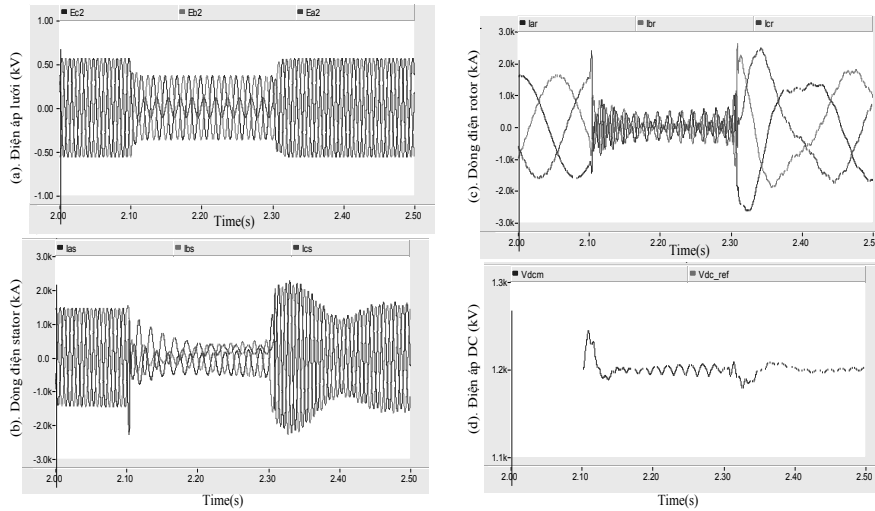 Ec2 Eb2 Ea2
1.00
0.50
0.00
-0.50
-1.00
2.00 2.10 2.20 2.30 2.40 2.50
Time(s)
(a). Điện áp lưới (kV)
Ias Ibs Ics
3.0k
2.0k
1.0k
0.0
-1.0k
-2.0k
-3.0k
2.00 2.10 2.20 2.30 2.40 2.50
Time(s)
(b). Dòng điện stator (kA)
Iar Ibr Icr
3.0k
2.0k
1.0k
0.0
-1.0k
-2.0k
-3.0k
2.00 2.10 2.20 2.30 2.40 2.50
Time(s)
(c). Dòng điện rotor (kA)
Vdcm Vdc_ref
1.3k
1.2k
1.1k
2.00 2.10 2.20 2.30 2.40 2.50
Time(s)
(d). Điện áp DC (kV)